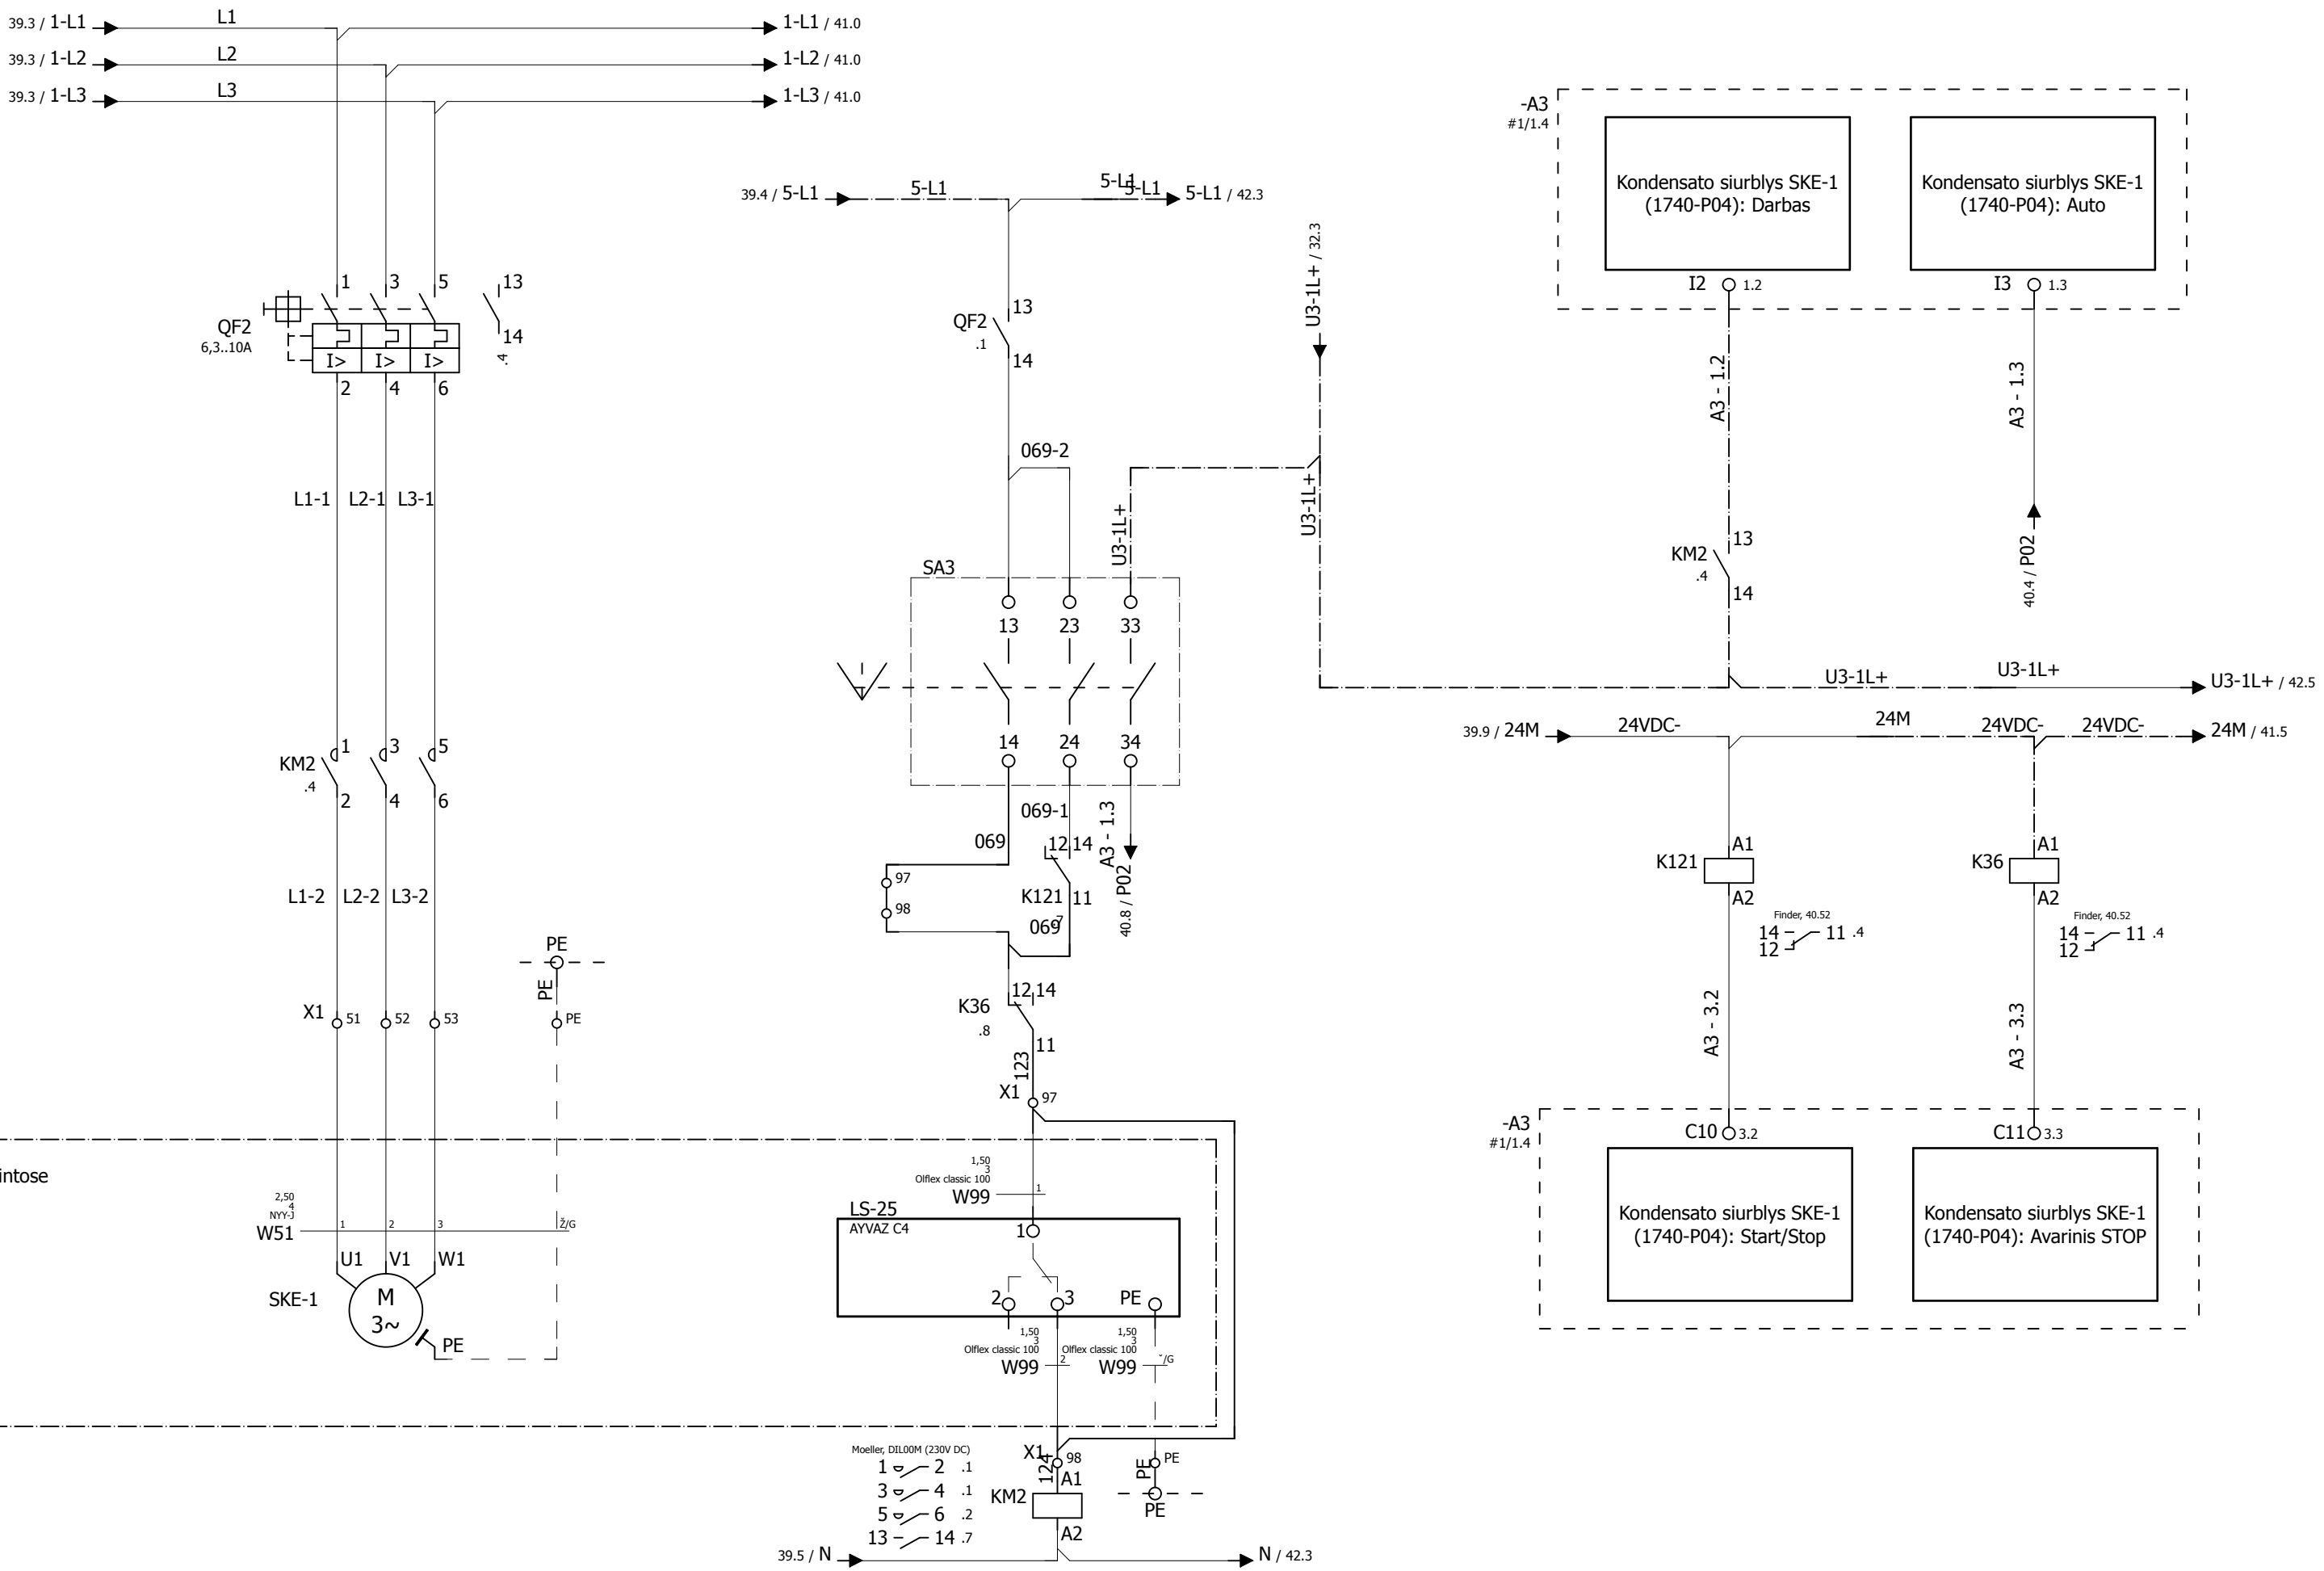 39.3 / 1-L1
L1
1-L1 / 41.0
39.3 / 1-L2
L2
1-L2 / 41.0
39.3 / 1-L3
L3
1-L3 / 41.0
1
3
5
13
QF2
6,3..10A
14
.4
I>
I>
I>
2
4
6
L1-1
L2-1
L3-1
KM2
.4
1
3
5
2
4
6
L1-2
L2-2
L3-2
PE
PE
X1
51
52
53
PE
intose
2,50
4
NYY-J
W51
1
2
3
Ž/G
U1
V1
W1
SKE-1
M
3~
PE
39.4 / 5-L1
5-L1
5-L1
5-L1
5-L1 / 42.3
QF2
.1
13
14
069-2
U3-1L+
U3-1L+ / 32.3
U3-1L+
SA3
13
23
33
14
24
34
069
069-1
A3 - 1.3
40.8 / P02
97
98
12
14
K121
.7
11
069
K36
.8
12
14
11
123
X1
97
1,50
3
Olflex classic 100
W99
1
LS-25
AYVAZ C4
1
2
3
PE
1,50
3
Olflex classic 100
W99
2
1,50
3
Olflex classic 100
W99
ˇ/G
Moeller, DIL00M (230V DC)
1
2
.1
3
4
.1
5
6
.2
13
14
.7
X1
98
124
KM2
A1
A2
PE
PE
PE
39.5 / N
N / 42.3
-A3
#1/1.4
Kondensato siurblys SKE-1
(1740-P04): Darbas
Kondensato siurblys SKE-1
(1740-P04): Auto
I2
1.2
I3
1.3
A3 - 1.2
A3 - 1.3
KM2
.4
13
14
40.4 / P02
U3-1L+
U3-1L+
U3-1L+ / 42.5
39.9 / 24M
24VDC-
24M
24VDC-
24VDC-
24M / 41.5
K121
A1
A2
K36
A1
A2
Finder, 40.52
14
11 .4
12
Finder, 40.52
14
11 .4
12
A3 - 3.2
A3 - 3.3
-A3
#1/1.4
C10
3.2
C11
3.3
Kondensato siurblys SKE-1
(1740-P04): Start/Stop
Kondensato siurblys SKE-1
(1740-P04): Avarinis STOP